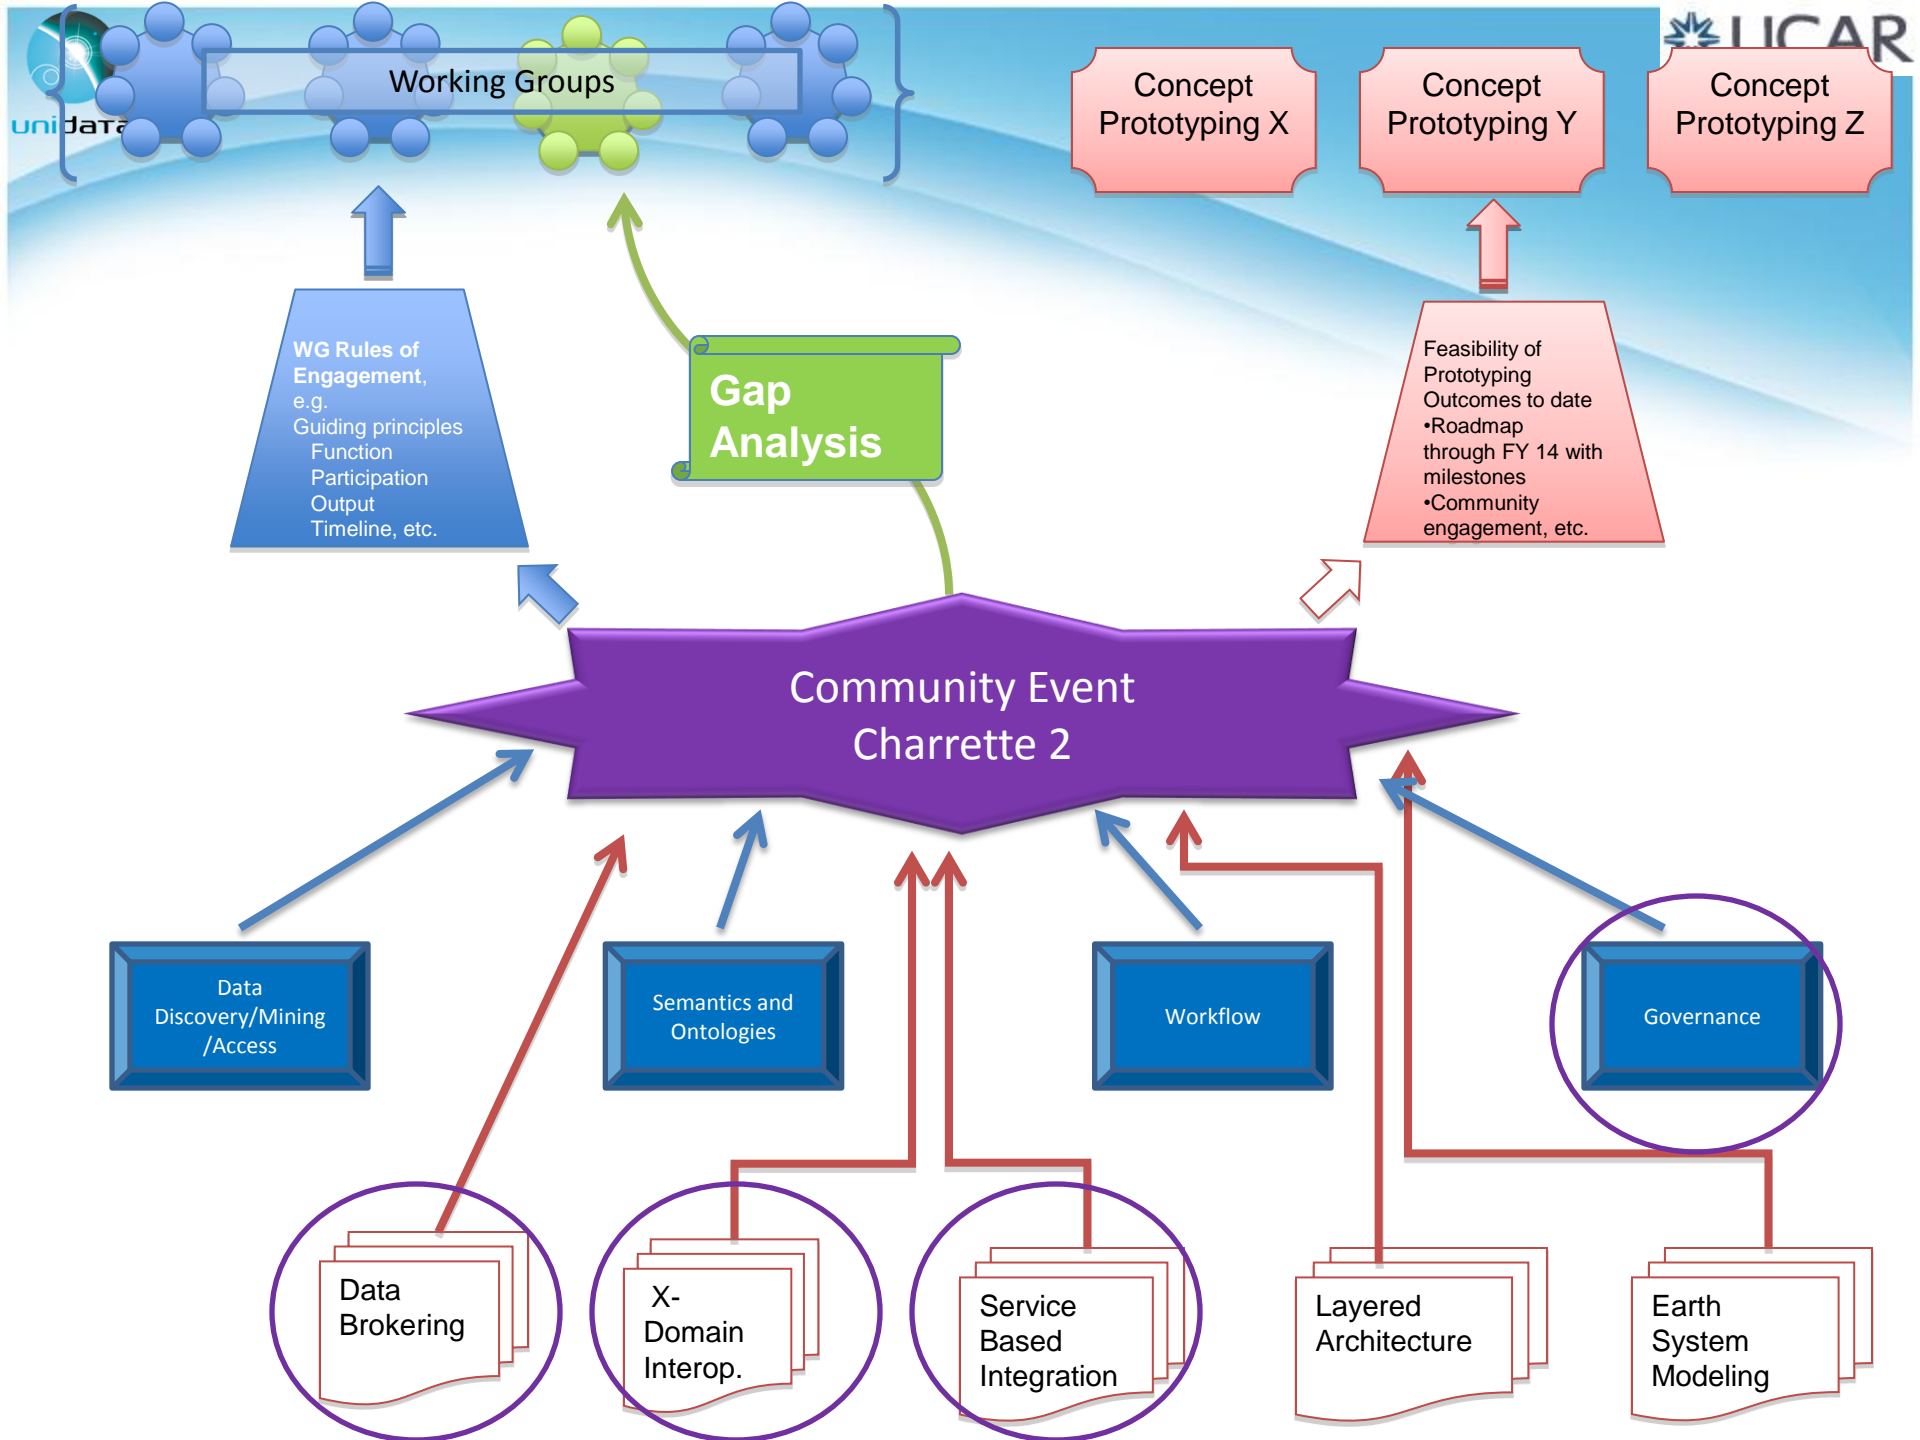 unidata
UCAR
Working Groups
Concept
Prototyping X
Concept
Prototyping Y
Concept
Prototyping Z
WG Rules of
Engagement,
e.g.
Guiding principles
Function
Participation
Output
Timeline, etc.
Gap
Analysis
Feasibility of
Prototyping
Outcomes to date
•Roadmap
through FY 14 with
milestones
•Community
engagement, etc.
Community Event
Charrette 2
Data
Discovery/Mining
/Access
Semantics and
Ontologies
Workflow
Governance
Data
Brokering
X-
Domain
Interop.
Service
Based
Integration
Layered
Architecture
Earth
System
Modeling